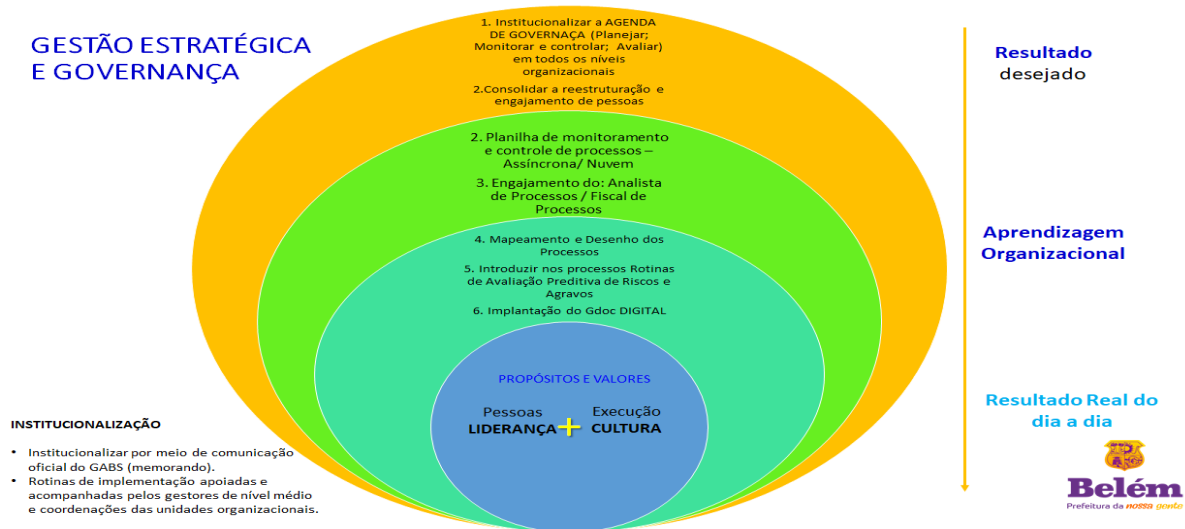 GESTÃO ESTRATÉGICA
E GOVERNANÇA
1. Institucionalizar a AGENDA
DE GOVERNAÇA (Planejar;
Monitorar e controlar; Avaliar)
em todos os níveis
organizacionais
2.Consolidar a reestruturação e
engajamento de pessoas
2. Planilha de monitoramento
e controle de processos –
Assíncrona/ Nuvem
3. Engajamento do: Analista
de Processos / Fiscal de
Processos
4. Mapeamento e Desenho dos
Processos
5. Introduzir nos processos Rotinas
de Avaliação Preditiva de Riscos e
Agravos
6. Implantação do Gdoc DIGITAL
PROPÓSITOS E VALORES
Pessoas
LIDERANÇA
+
Execução
CULTURA
Resultado
desejado
Aprendizagem
Organizacional
Resultado Real do
dia a dia
INSTITUCIONALIZAÇÃO
• Institucionalizar por meio de comunicação
oficial do GABS (memorando).
• Rotinas de implementação apoiadas e
acompanhadas pelos gestores de nível médio
e coordenações das unidades organizacionais.
Belém
Prefeitura da nossa gente